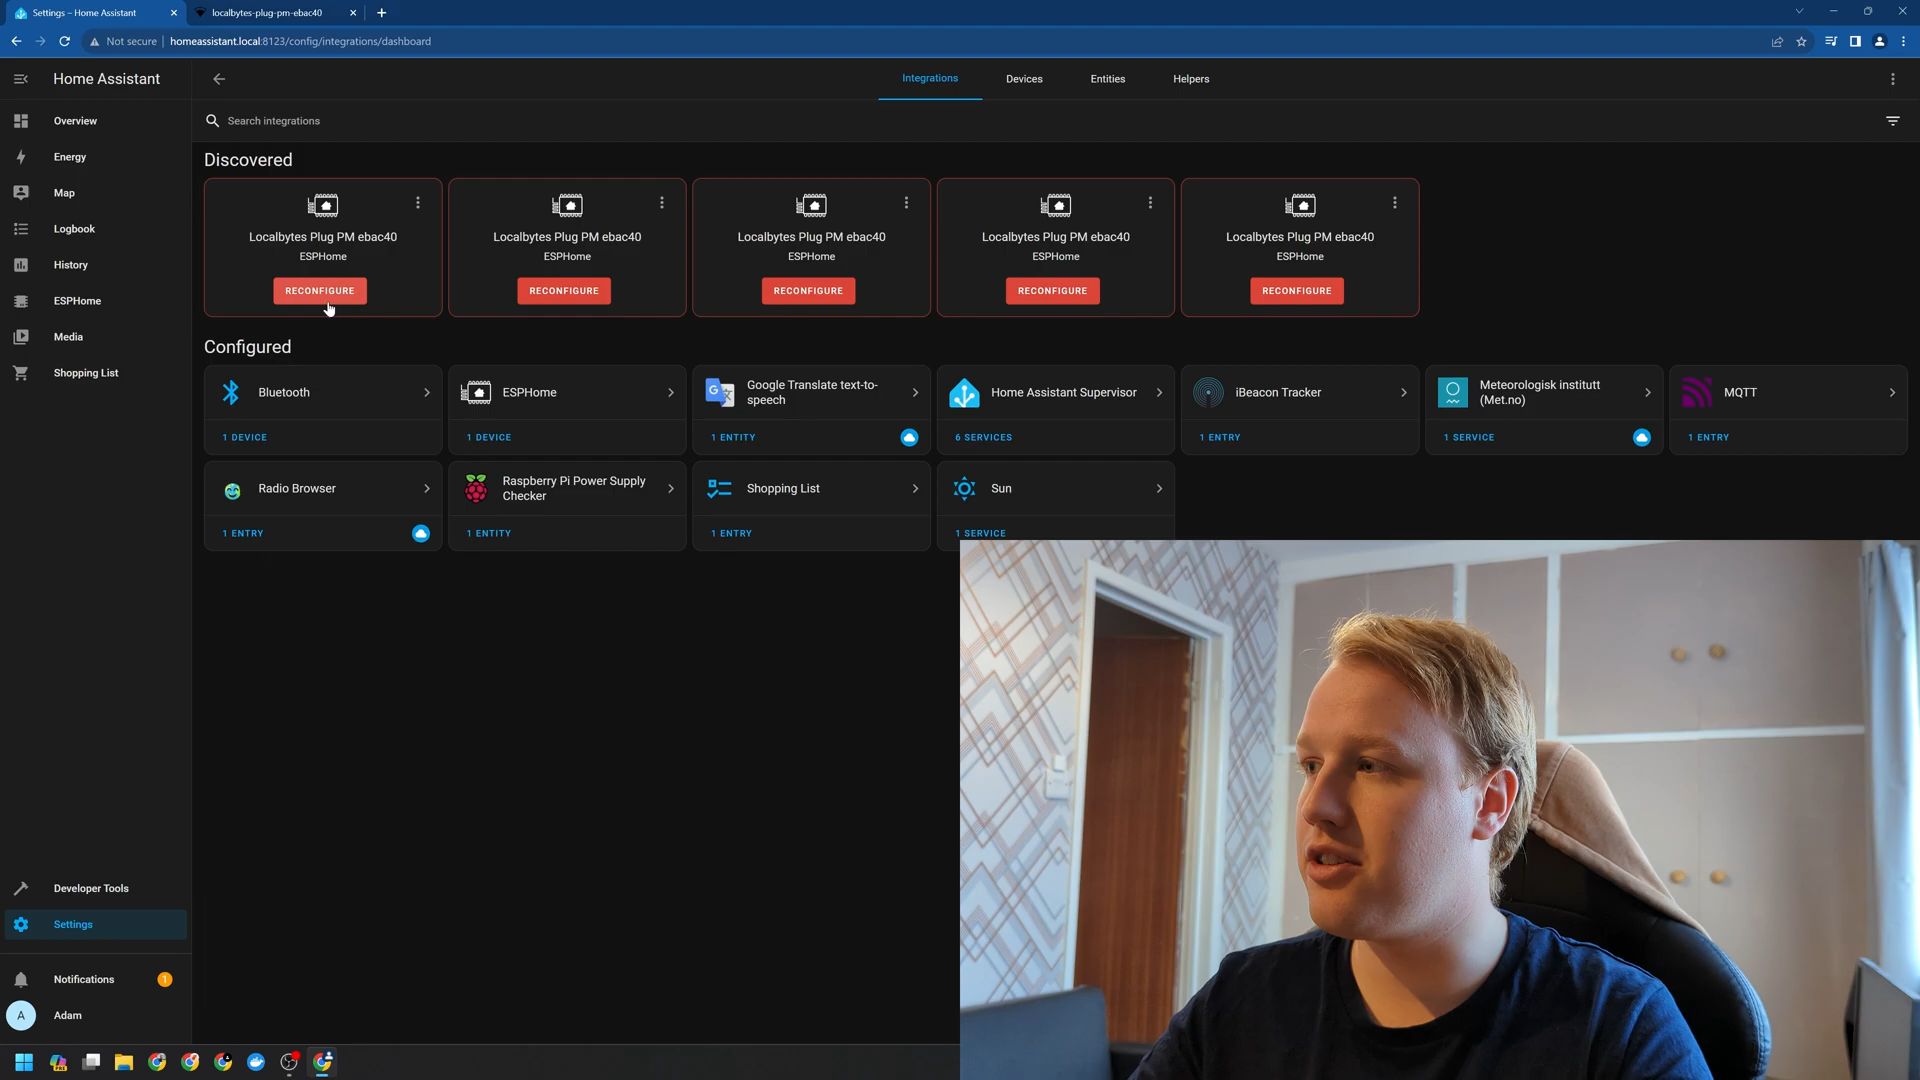 Settings – Home Assistant
localbytes-plug-pm-ebac40
Not secure
homeassistant.local:8123/config/integrations/dashboard
Home Assistant
Integrations
Devices
Entities
Helpers
Overview
Energy
Map
Logbook
History
ESPHome
Media
Shopping List
Search integrations
Discovered
Localbytes Plug PM ebac40
ESPHome
RECONFIGURE
Localbytes Plug PM ebac40
ESPHome
RECONFIGURE
Localbytes Plug PM ebac40
ESPHome
RECONFIGURE
Localbytes Plug PM ebac40
ESPHome
RECONFIGURE
Localbytes Plug PM ebac40
ESPHome
RECONFIGURE
Configured
Bluetooth
1 DEVICE
ESPHome
1 DEVICE
Google Translate text-to-
speech
1 ENTITY
Home Assistant Supervisor
6 SERVICES
iBeacon Tracker
1 ENTRY
Meteorologisk institutt
(Met.no)
1 SERVICE
MQTT
1 ENTRY
Radio Browser
1 ENTRY
Raspberry Pi Power Supply
Checker
1 ENTITY
Shopping List
1 ENTRY
Sun
1 SERVICE
Developer Tools
Settings
Notifications
1
A
Adam